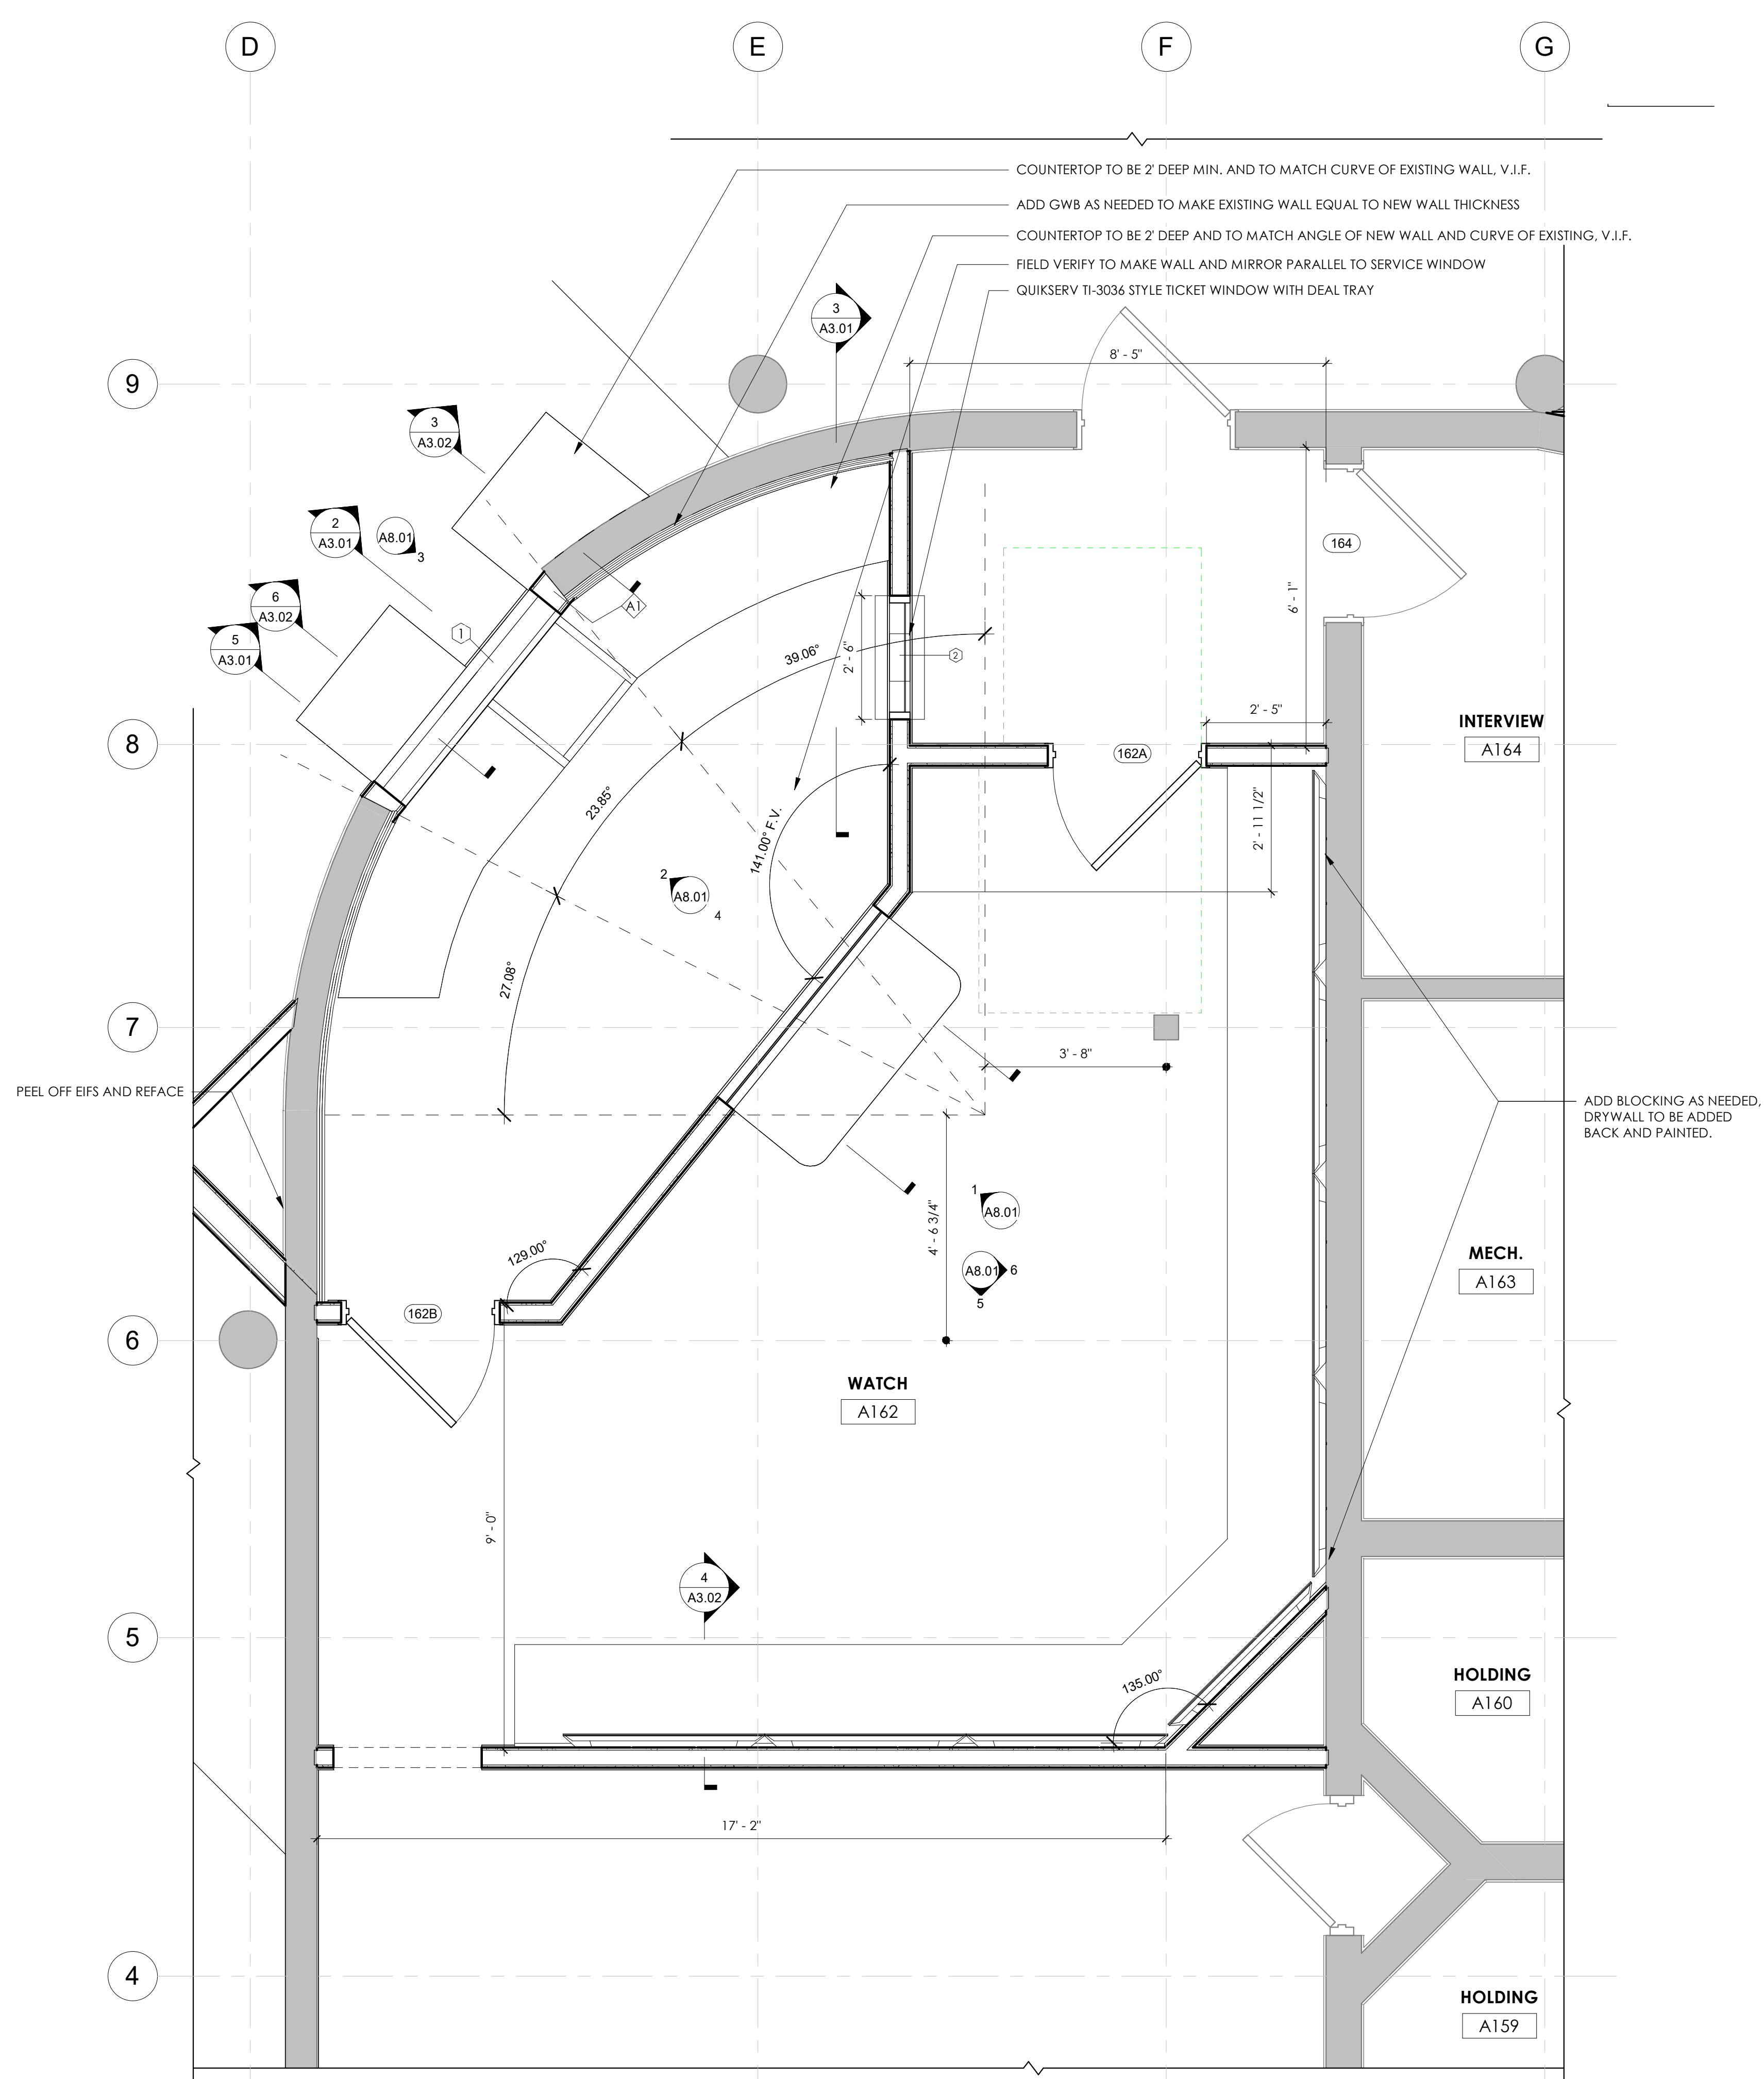 D
E
F
G
COUNTERTOP TO BE 2' DEEP MIN. AND TO MATCH CURVE OF EXISTING WALL, V.I.F.
ADD GWB AS NEEDED TO MAKE EXISTING WALL EQUAL TO NEW WALL THICKNESS
COUNTERTOP TO BE 2' DEEP AND TO MATCH ANGLE OF NEW WALL AND CURVE OF EXISTING, V.I.F.
FIELD VERIFY TO MAKE WALL AND MIRROR PARALLEL TO SERVICE WINDOW
QUIKSERV TI-3036 STYLE TICKET WINDOW WITH DEAL TRAY
3
A3.01
8' - 5"
9
3
A3.02
2
A3.01
A8.01
3
164
6
A3.02
5
A3.01
1
A1
6' - 1"
39.06°
2' - 6"
2
2' - 5"
INTERVIEW
A164
8
162A
23.85°
141.00° F.V.
2' - 11 1/2"
2
A8.01
4
27.08°
7
3' - 8"
PEEL OFF EIFS AND REFACE
ADD BLOCKING AS NEEDED,
DRYWALL TO BE ADDED
BACK AND PAINTED.
1
A8.01
4' - 6 3/4"
129.00°
A8.01
6
5
MECH.
A163
162B
6
WATCH
A162
9' - 0"
4
A3.02
5
135.00°
HOLDING
A160
17' - 2"
4
HOLDING
A159